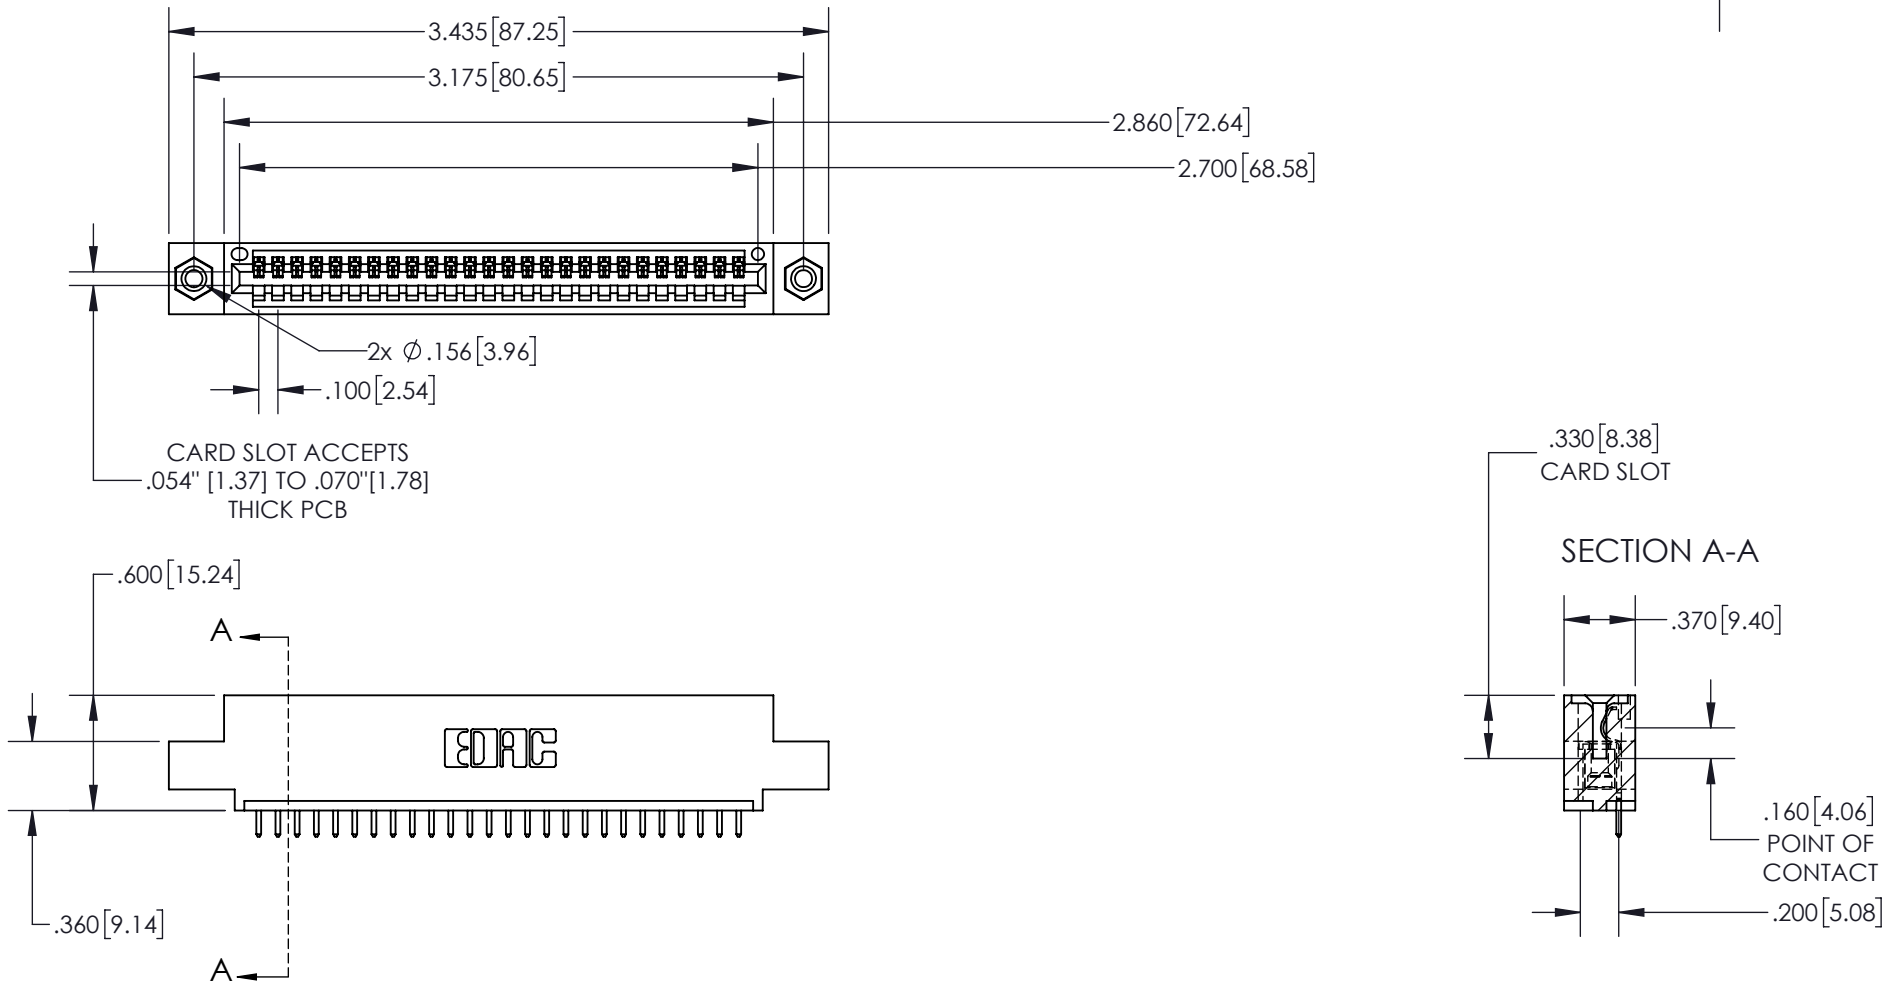 3.435[87.25]
3.175[80.65]
2.860[72.64]
2.700[68.58]
2x Ø.156[3.96]
.100[2.54]
CARD SLOT ACCEPTS
.054" [1.37] TO .070"[1.78]
THICK PCB
.330[8.38]
CARD SLOT
SECTION A-A
.600[15.24]
.370[9.40]
A
EDAC
.160[4.06]
POINT OF
CONTACT
.200[5.08]
.360[9.14]
A